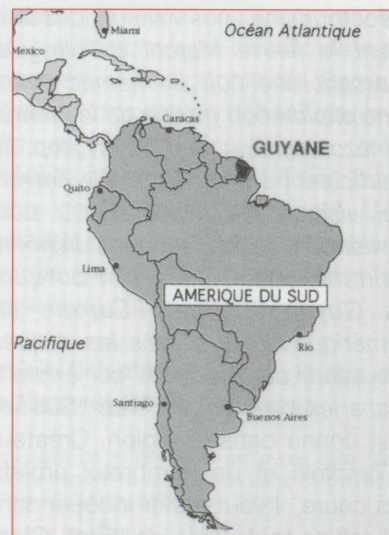 Miami
Océan Atlantique
Mexico
Caracas
GUYANE
Quito
Lima
AMERIQUE DU SUD
Pacifique
Rio
Santiago
Buenos Aires